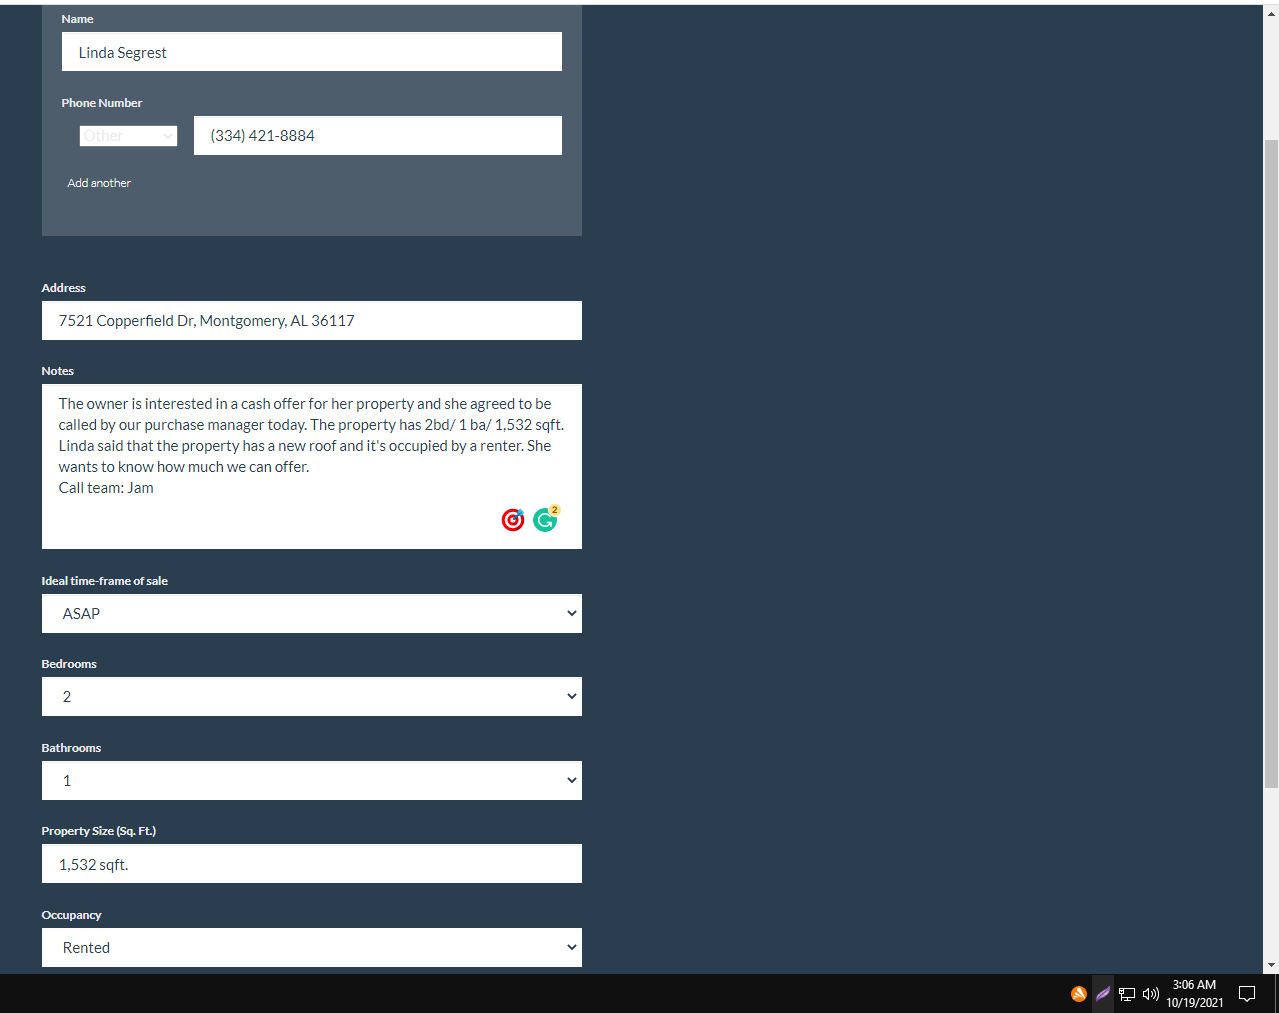 Name
Linda Segrest
Phone Number
Other
(334) 421-8884
Add another
Address
7521 Copperfield Dr, Montgomery, AL 36117
Notes
The owner is interested in a cash offer for her property and she agreed to be
called by our purchase manager today. The property has 2bd/ 1 ba/ 1,532 sqft.
Linda said that the property has a new roof and it's occupied by a renter. She
wants to know how much we can offer.
Call team: Jam
2
Ideal time-frame of sale
ASAP
Bedrooms
2
Bathrooms
1
Property Size (Sq. Ft.)
1,532 sqft.
Occupancy
Rented
3:06 AM
10/19/2021